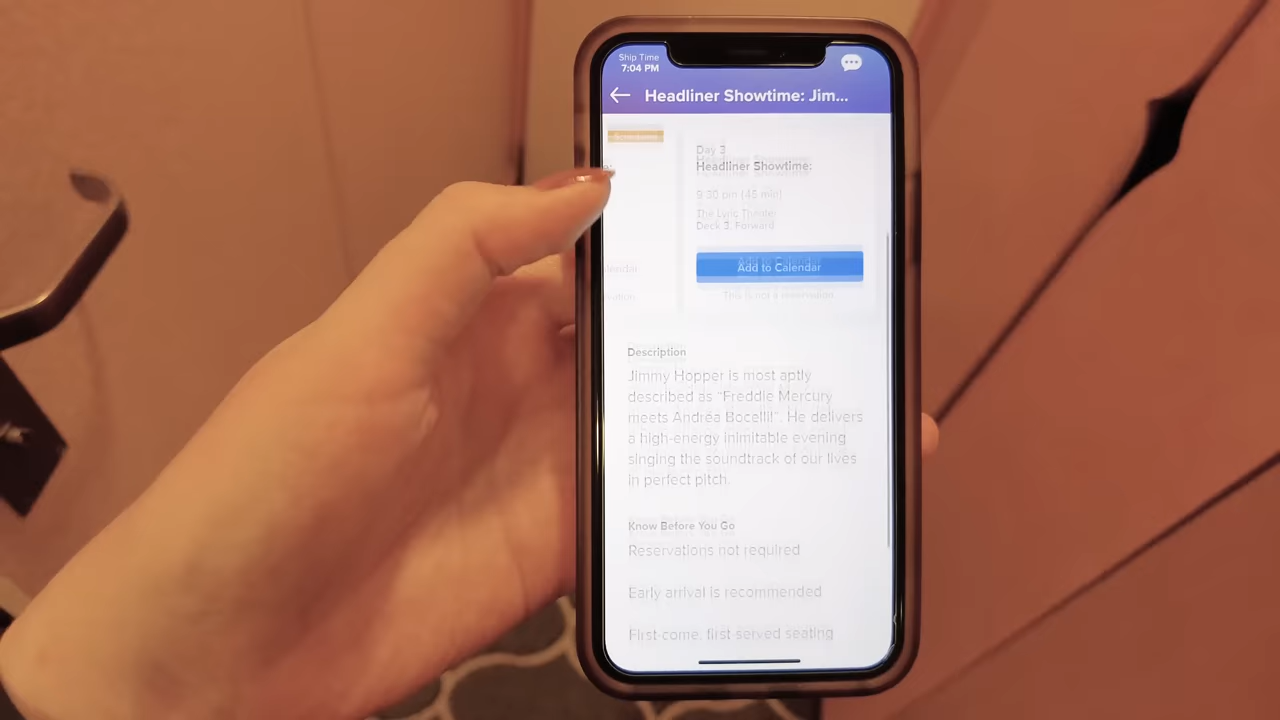 Ship Time
7:04 PM
Headliner Showtime: Jim...
Day 3
Headliner Showtime:
9:30 pm (45 min)
The Lyric Theater
Deck 3, Forward
Add to Calendar
This is not a reservation
Description
Jimmy Hopper is most aptly
described as "Freddie Mercury
meets Andrea Bocelli!". He delivers
a high-energy inimitable evening
singing the soundtrack of our lives
in perfect pitch.
Know Before You Go
Reservations not required
Early arrival is recommended
First-come, first-served seating